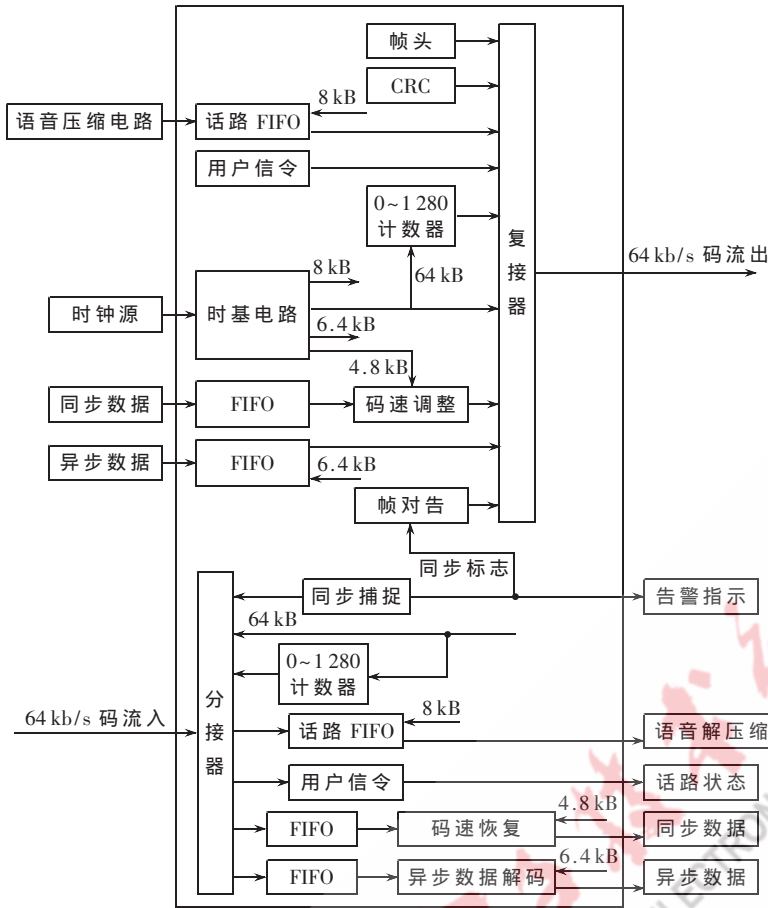 帧头
CRC
8 kB
语音压缩电路
话路 FIFO
用户信令
0~1 280
计数器
复接器
64 kb/s 码流出
8 kB
64 kB
时钟源
时基电路
6.4 kB
4.8 kB
同步数据
FIFO
码速调整
异步数据
FIFO
6.4 kB
帧对告
同步标志
同步捕捉
告警指示
64 kB
0~1 280
计数器
分接器
64 kb/s 码流入
8 kB
话路 FIFO
语音解压缩
用户信令
话路状态
4.8 kB
FIFO
码速恢复
同步数据
6.4 kB
FIFO
异步数据解码
异步数据